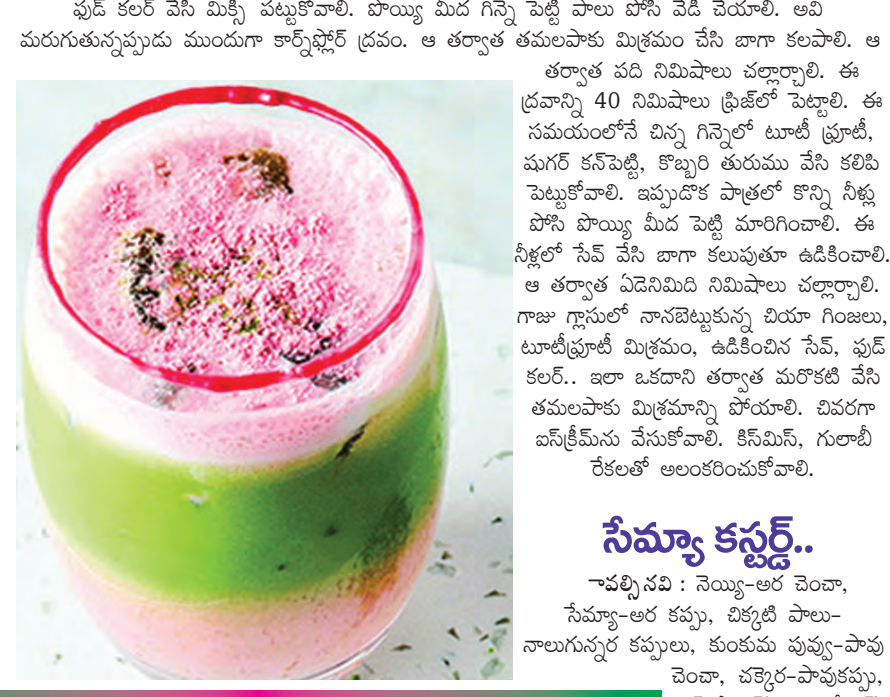 ఫుడ్ కలర్ వేసి మిక్సీ పట్టుకోవాలి. పొయ్యి మీద గిన్నె పెట్టి పాలు పోసి వేడి చేయాలి. అవి
మరుగుతున్నప్పుడు ముందుగా కార్న్‌ఫ్లోర్ ద్రవం. ఆ తర్వాత తమలపాకు మిశ్రమం చేసి బాగా కలపాలి. ఆ
తర్వాత పది నిమిషాలు చల్లార్చాలి. ఈ
ద్రవాన్ని 40 నిమిషాలు ఫ్రిజ్‌లో పెట్టాలి. ఈ
సమయంలోనే చిన్న గిన్నెలో టూటీ ఫ్రూటీ,
షుగర్ కన్‌పెట్టి, కొబ్బరి తురుము వేసి కలిపి
పెట్టుకోవాలి. ఇప్పుడొక పాత్రలో కొన్ని నీళ్లు
పోసి పొయ్యి మీద పెట్టి మారిగించాలి. ఈ
నీళ్లలో సేవ్ వేసి బాగా కలుపుతూ ఉడికించాలి.
ఆ తర్వాత ఏడెనిమిది నిమిషాలు చల్లార్చాలి.
గాజు గ్లాసులో నానబెట్టుకున్న చియా గింజలు,
టూటీఫ్రూటీ మిశ్రమం, ఉడికించిన సేవ్, ఫుడ్
కలర్.. ఇలా ఒకదాని తర్వాత మరొకటి వేసి
తమలపాకు మిశ్రమాన్ని పోయాలి. చివరగా
ఐస్‌క్రీమ్‌ను వేసుకోవాలి. కిస్‌మిస్, గులాబీ
రేకలతో అలంకరించుకోవాలి.
సేమ్యా కస్టర్డ్..
ావల్సినవి : నెయ్యి-అర చెంచా,
సేమ్యా-అర కప్పు, చిక్కటి పాలు-
నాలుగున్నర కప్పులు, కుంకుమ పువ్వు-పావు
చెంచా, చక్కెర-పావుకప్పు,